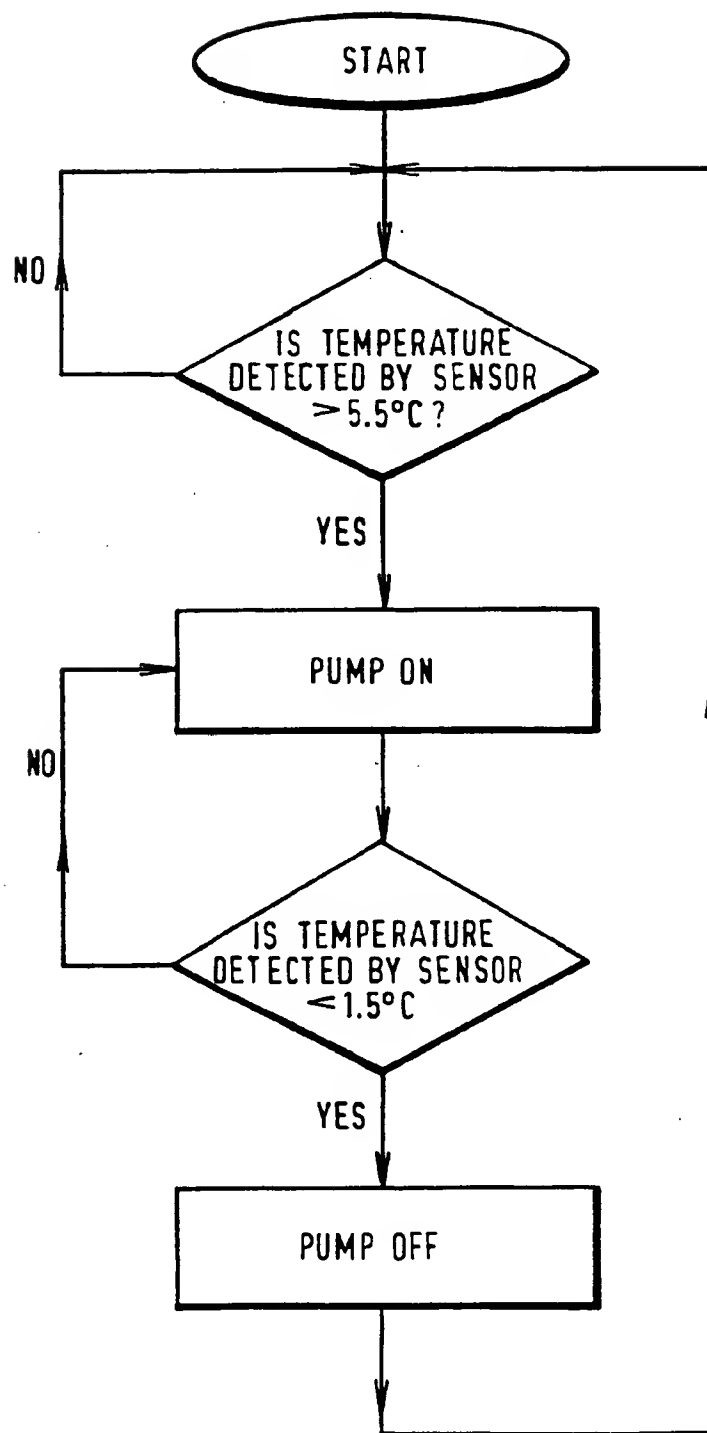 START
NO
IS TEMPERATURE
DETECTED BY SENSOR
>5.5°C?
YES
PUMP ON
NO
IS TEMPERATURE
DETECTED BY SENSOR
<1.5°C
YES
PUMP OFF